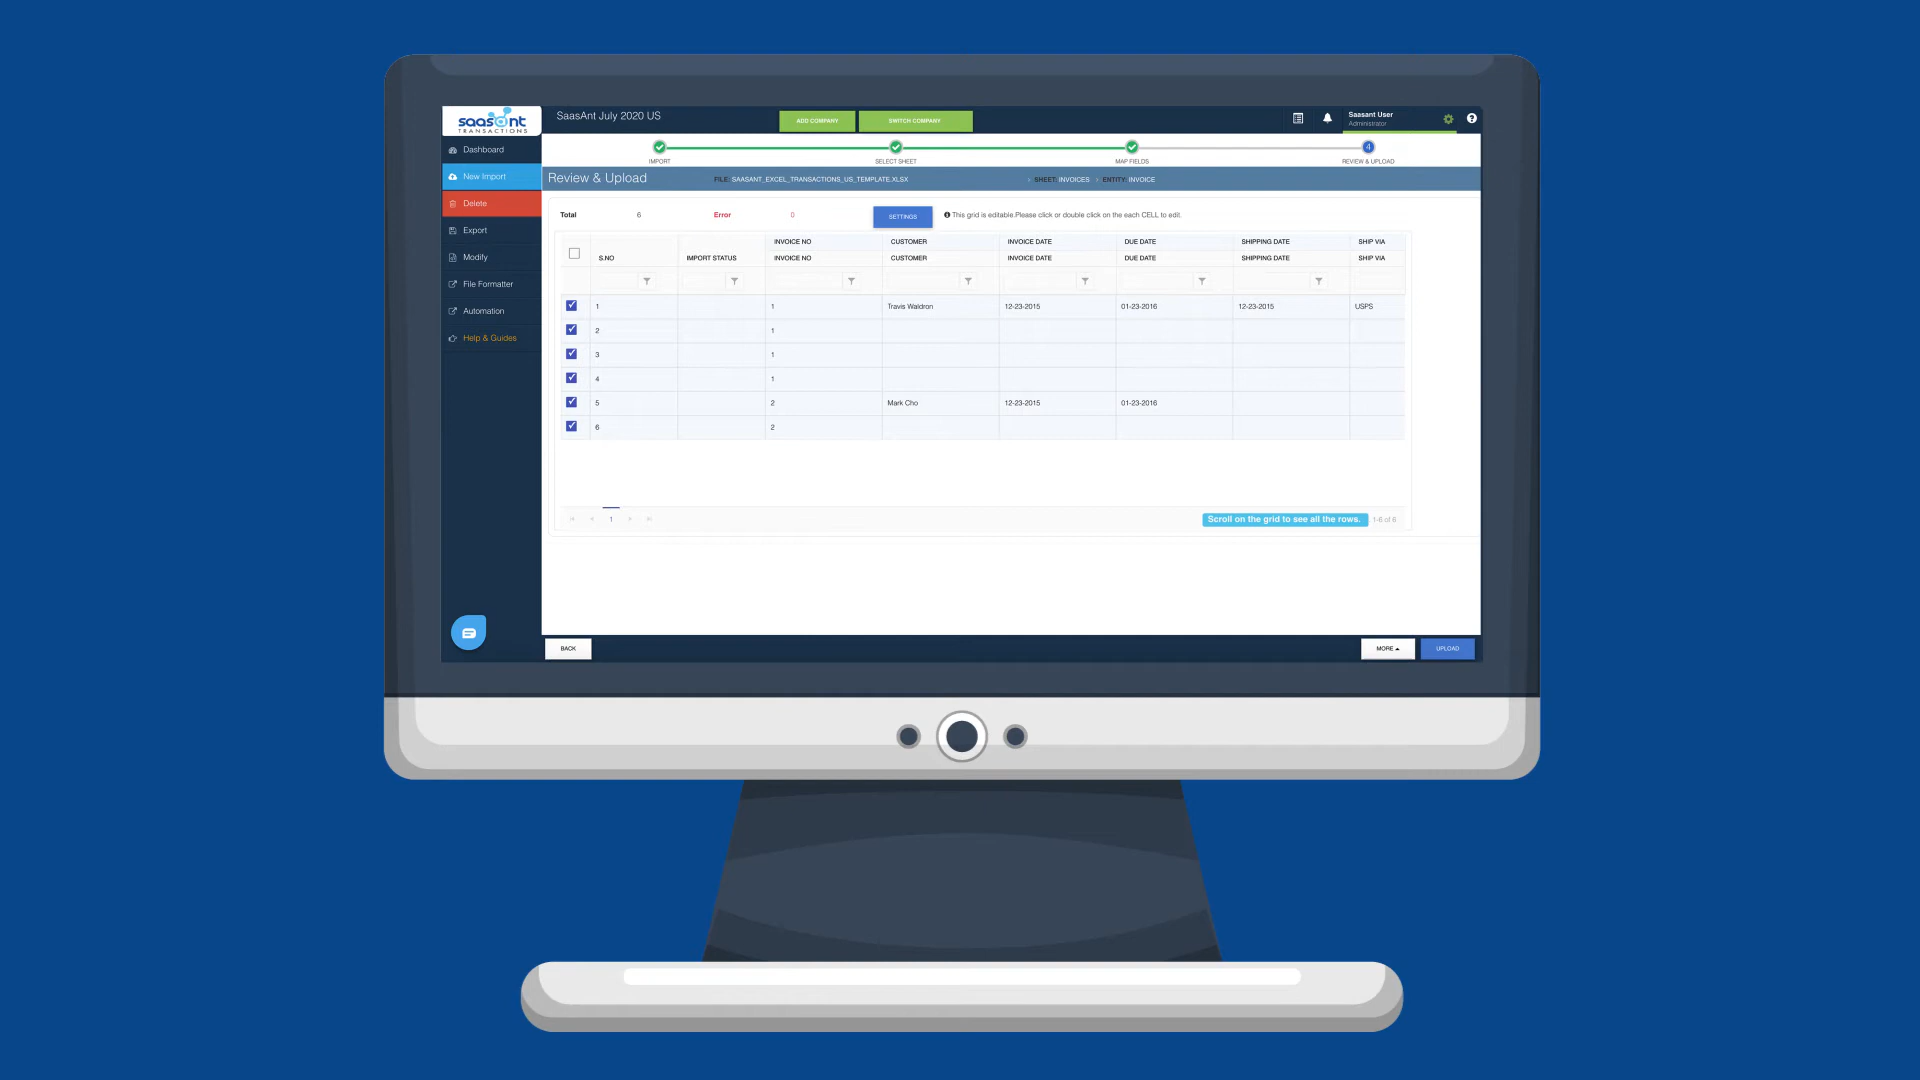 saasant
TRANSACTIONS
SaasAnt July 2020 US
ADD COMPANY
SWITCH COMPANY
Saasant User
Administrator
Dashboard
New Import
Delete
Export
Modify
File Formatter
Automation
Help & Guides
IMPORT
SELECT SHEET
MAP FIELDS
4
REVIEW & UPLOAD
Review & Upload
FILE: SAASANT_EXCEL_TRANSACTIONS_US_TEMPLATE.XLSX
SHEET: INVOICES
ENTITY: INVOICE
Total 6 Error 0
SETTINGS
This grid is editable.Please click or double click on the each CELL to edit.
INVOICE NO CUSTOMER INVOICE DATE DUE DATE SHIPPING DATE SHIP VIA
S.NO IMPORT STATUS INVOICE NO CUSTOMER INVOICE DATE DUE DATE SHIPPING DATE SHIP VIA
1 1 Travis Waldron 12-23-2015 01-23-2016 12-23-2015 USPS
2 1
3 1
4 1
5 2 Mark Cho 12-23-2015 01-23-2016
6 2
1
Scroll on the grid to see all the rows.
1-6 of 6
BACK
MORE
UPLOAD